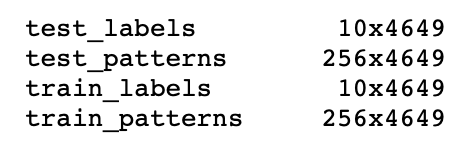 test_labels 10x4649
test_patterns 256x4649
train_labels 10x4649
train_patterns 256x4649